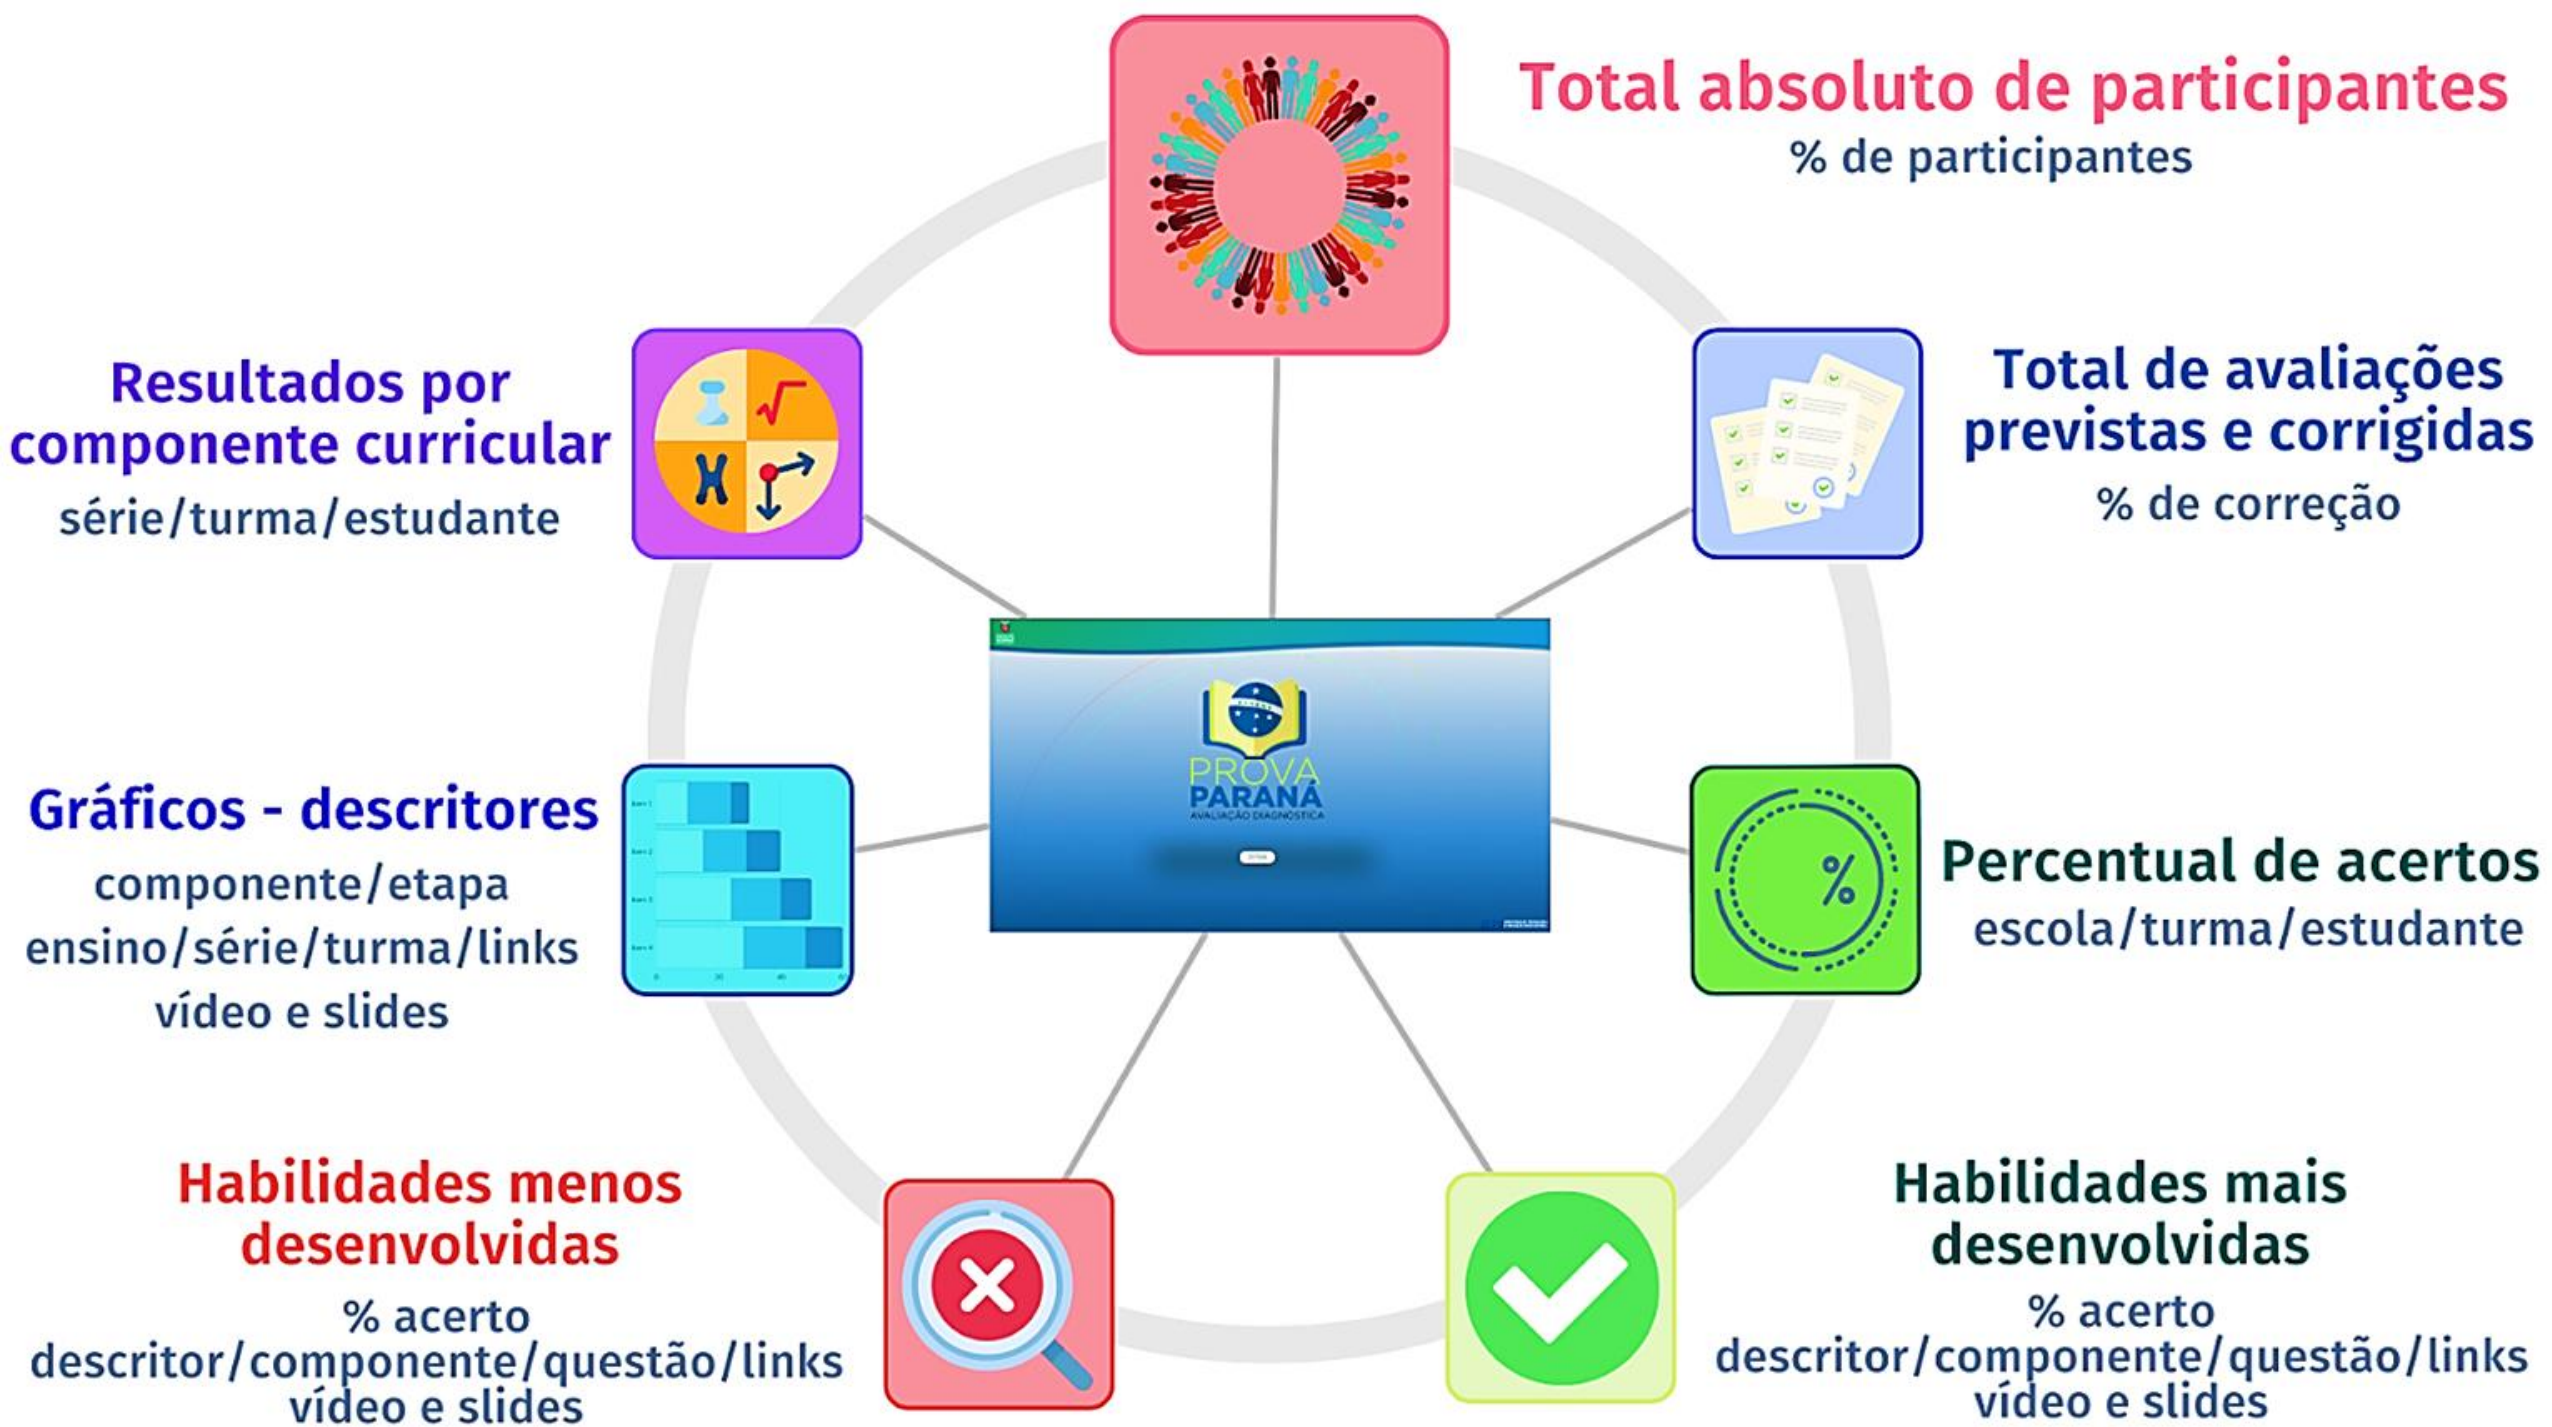 Total absoluto de participantes
% de participantes
Total de avaliações
previstas e corrigidas
% de correção
Percentual de acertos
escola/turma/estudante
Habilidades mais
desenvolvidas
% acerto
descritor/componente/questão/links
vídeo e slides
Habilidades menos
desenvolvidas
% acerto
descritor/componente/questão/links
vídeo e slides
Gráficos - descritores
componente/etapa
ensino/série/turma/links
vídeo e slides
Resultados por
componente curricular
série/turma/estudante
PROVA
PARANÁ
AVALIAÇÃO DIAGNÓSTICA
%